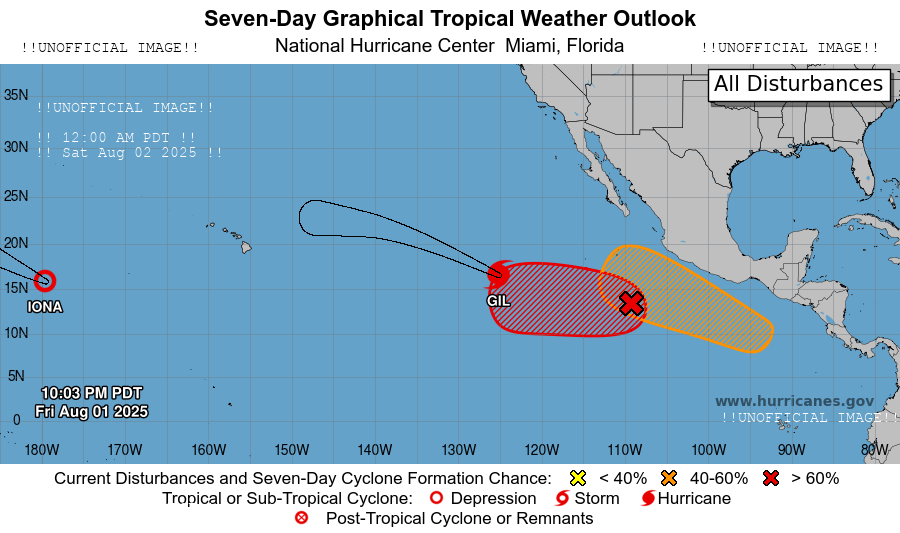 Seven-Day Graphical Tropical Weather Outlook
!!UNOFFICIAL IMAGE!!
National Hurricane Center Miami, Florida
!!UNOFFICIAL IMAGE!!
All Disturbances
35N
!!UNOFFICIAL IMAGE!!
!! 12:00 AM PDT !!
30N
!! Sat Aug 02 2025 !!
25N
20N
15N
IONA
GIL
10N
5N
10:03 PM PDT
Fri Aug 01 2025
www.hurricanes.gov
!!UNOFFICIAL IMAGE!!
0
180W 170W 160W 150W 140W 130W 120W 110W 100W 90W 80W
Current Disturbances and Seven-Day Cyclone Formation Chance: < 40% 40-60% > 60%
Tropical or Sub-Tropical Cyclone: Depression Storm Hurricane
Post-Tropical Cyclone or Remnants